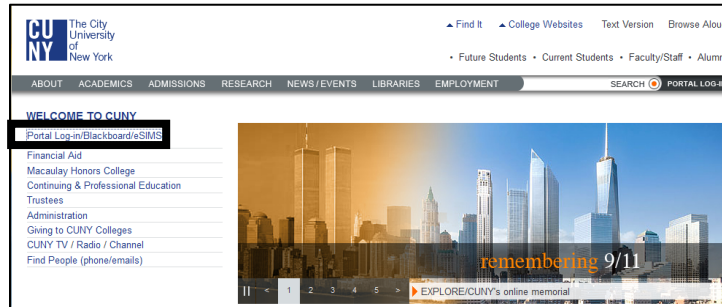 CUNY
The City
University
of
New York
Find It College Websites Text Version Browse Alou
• Future Students • Current Students • Faculty/Staff • Alumn
ABOUT ACADEMICS ADMISSIONS RESEARCH NEWS/EVENTS LIBRARIES EMPLOYMENT SEARCH PORTAL LOG-I
WELCOME TO CUNY
Portal Log-in/Blackboard/eSIMS
Financial Aid
Macaulay Honors College
Continuing & Professional Education
Trustees
Administration
Giving to CUNY Colleges
CUNY TV / Radio / Channel
Find People (phone/emails)
remembering 9/11
|| < 1 2 3 4 5 > EXPLORE/CUNY's online memorial